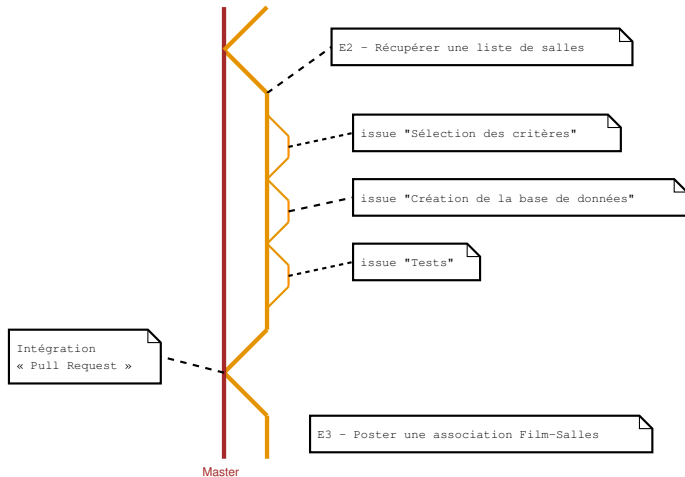 E2 - Récupérer une liste de salles
issue "Sélection des critères"
issue "Création de la base de données"
issue "Tests"
Intégration
« Pull Request »
E3 - Poster une association Film-Salles
Master